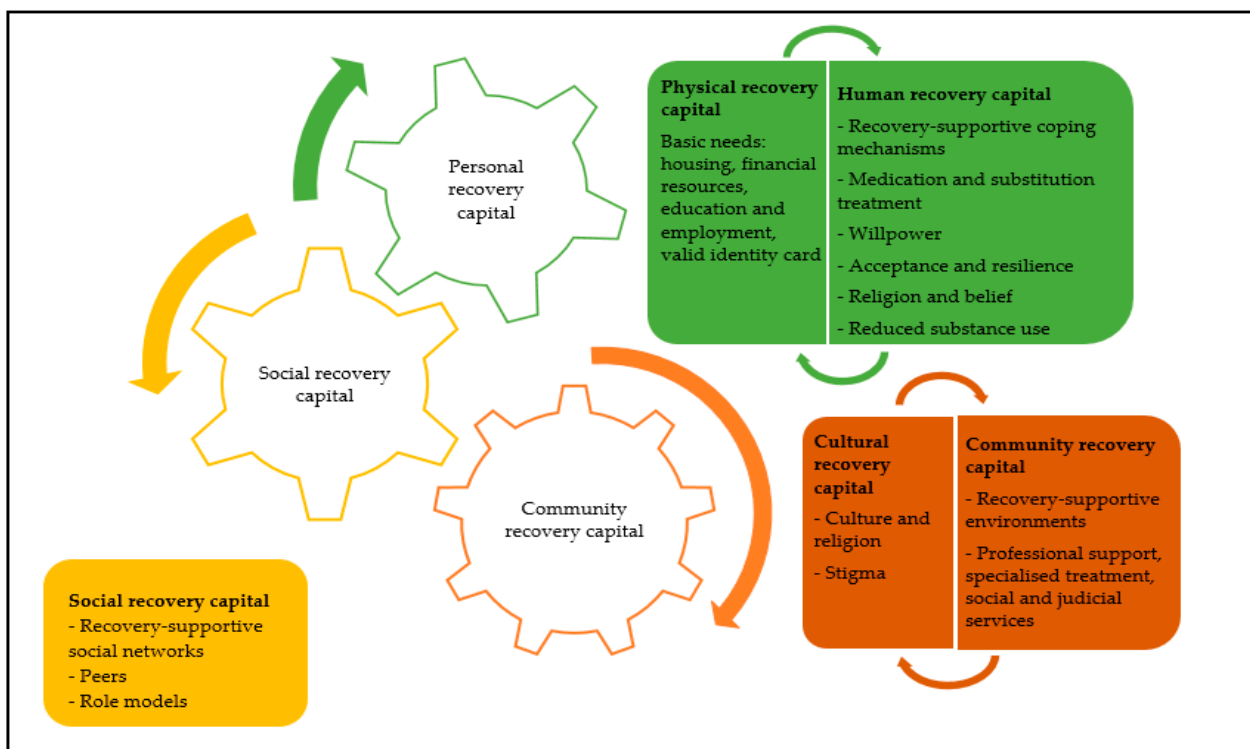 Personal
recovery
capital
Social recovery
capital
Community
recovery capital
Physical recovery
capital
Basic needs:
housing, financial
resources,
education and
employment,
valid identity card
Human recovery capital
- Recovery-supportive coping
mechanisms
- Medication and substitution
treatment
- Willpower
- Acceptance and resilience
- Religion and belief
- Reduced substance use
Cultural
recovery
capital
- Culture and
religion
- Stigma
Community recovery
capital
- Recovery-supportive
environments
- Professional support,
specialised treatment,
social and judicial
services
Social recovery capital
- Recovery-supportive
social networks
- Peers
- Role models